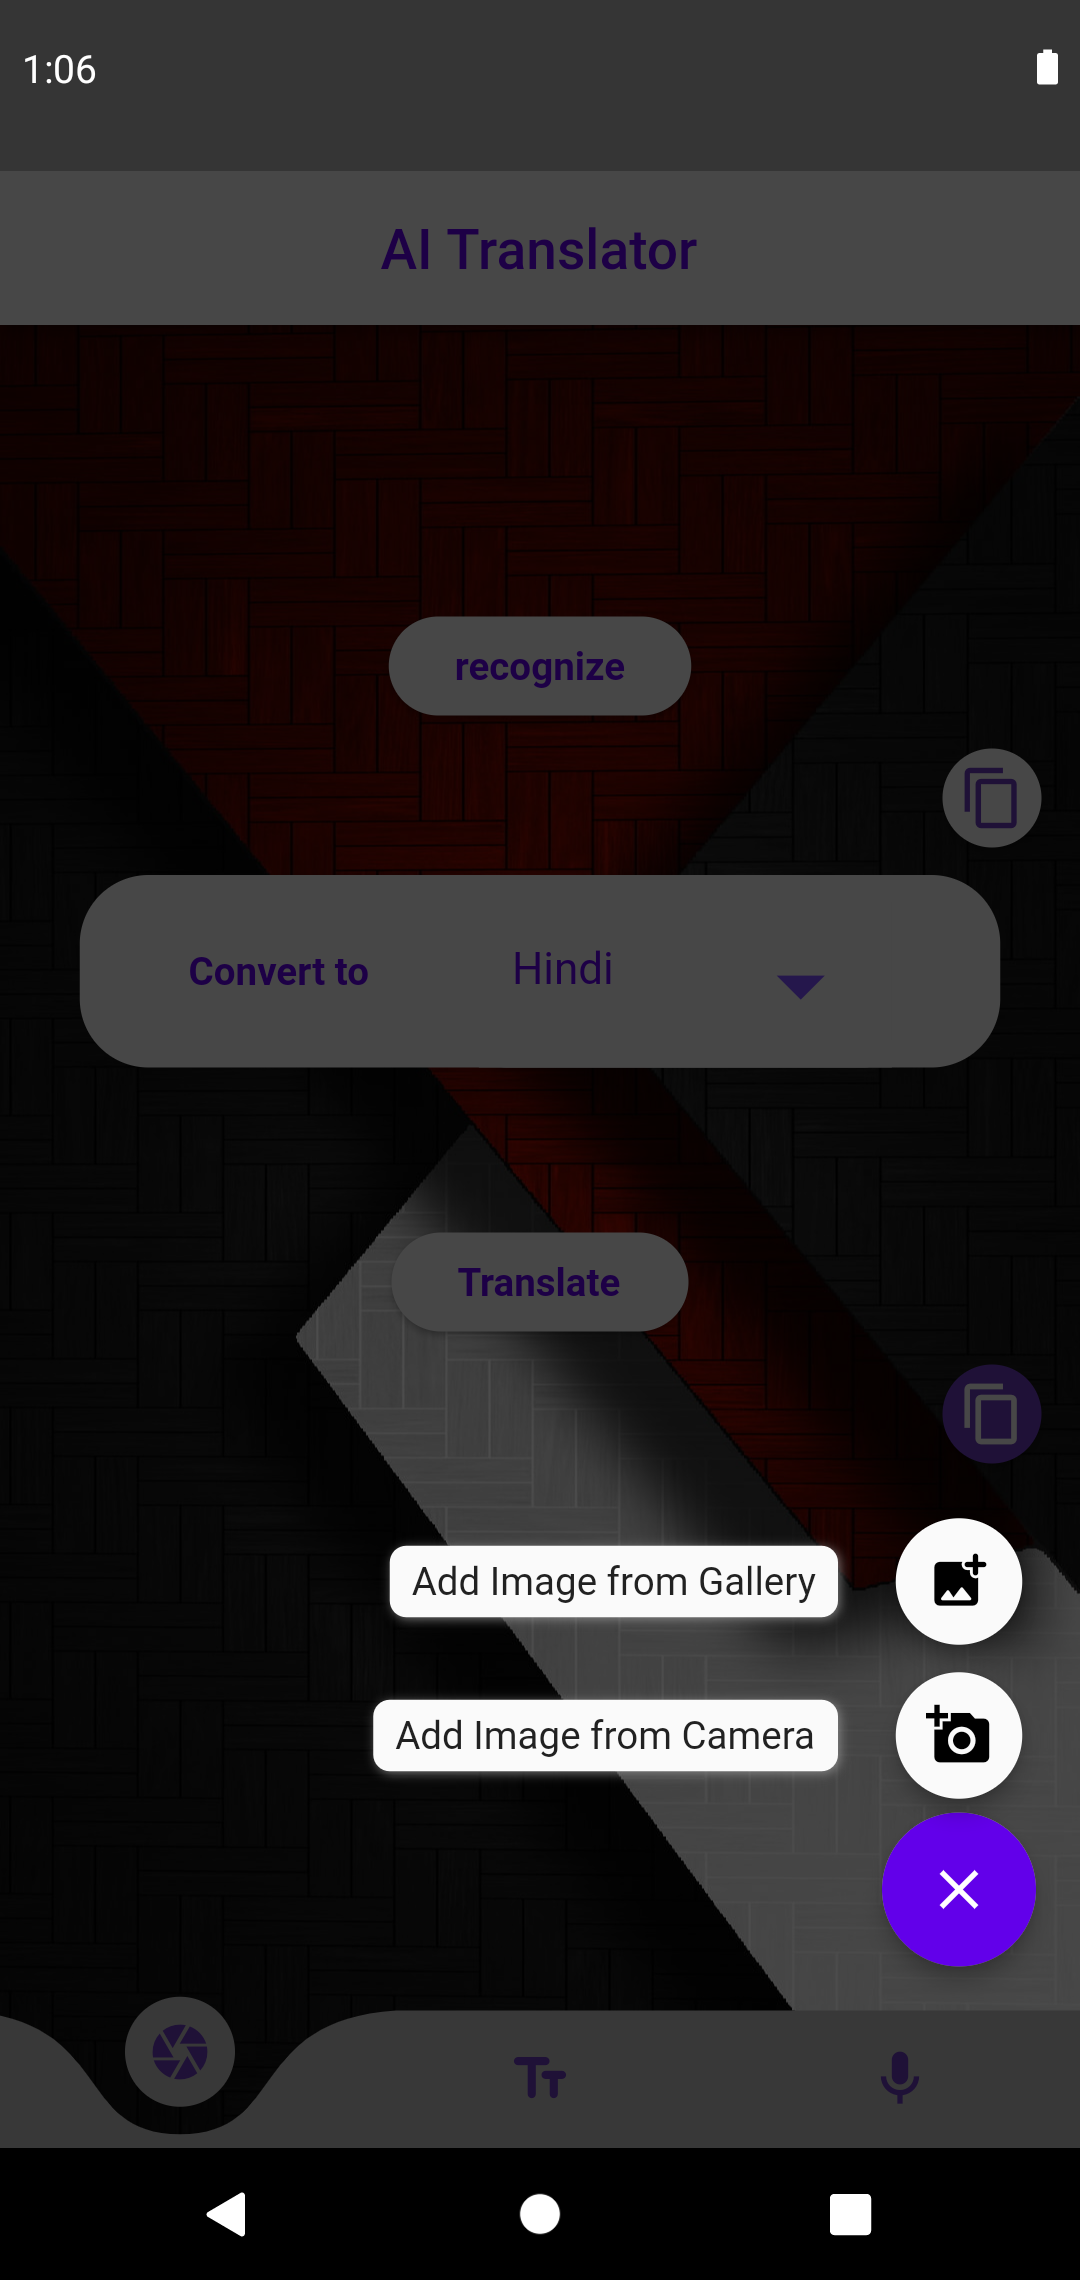 1:06
AI Translator
recognize
Convert to Hindi
Translate
Add Image from Gallery
Add Image from Camera